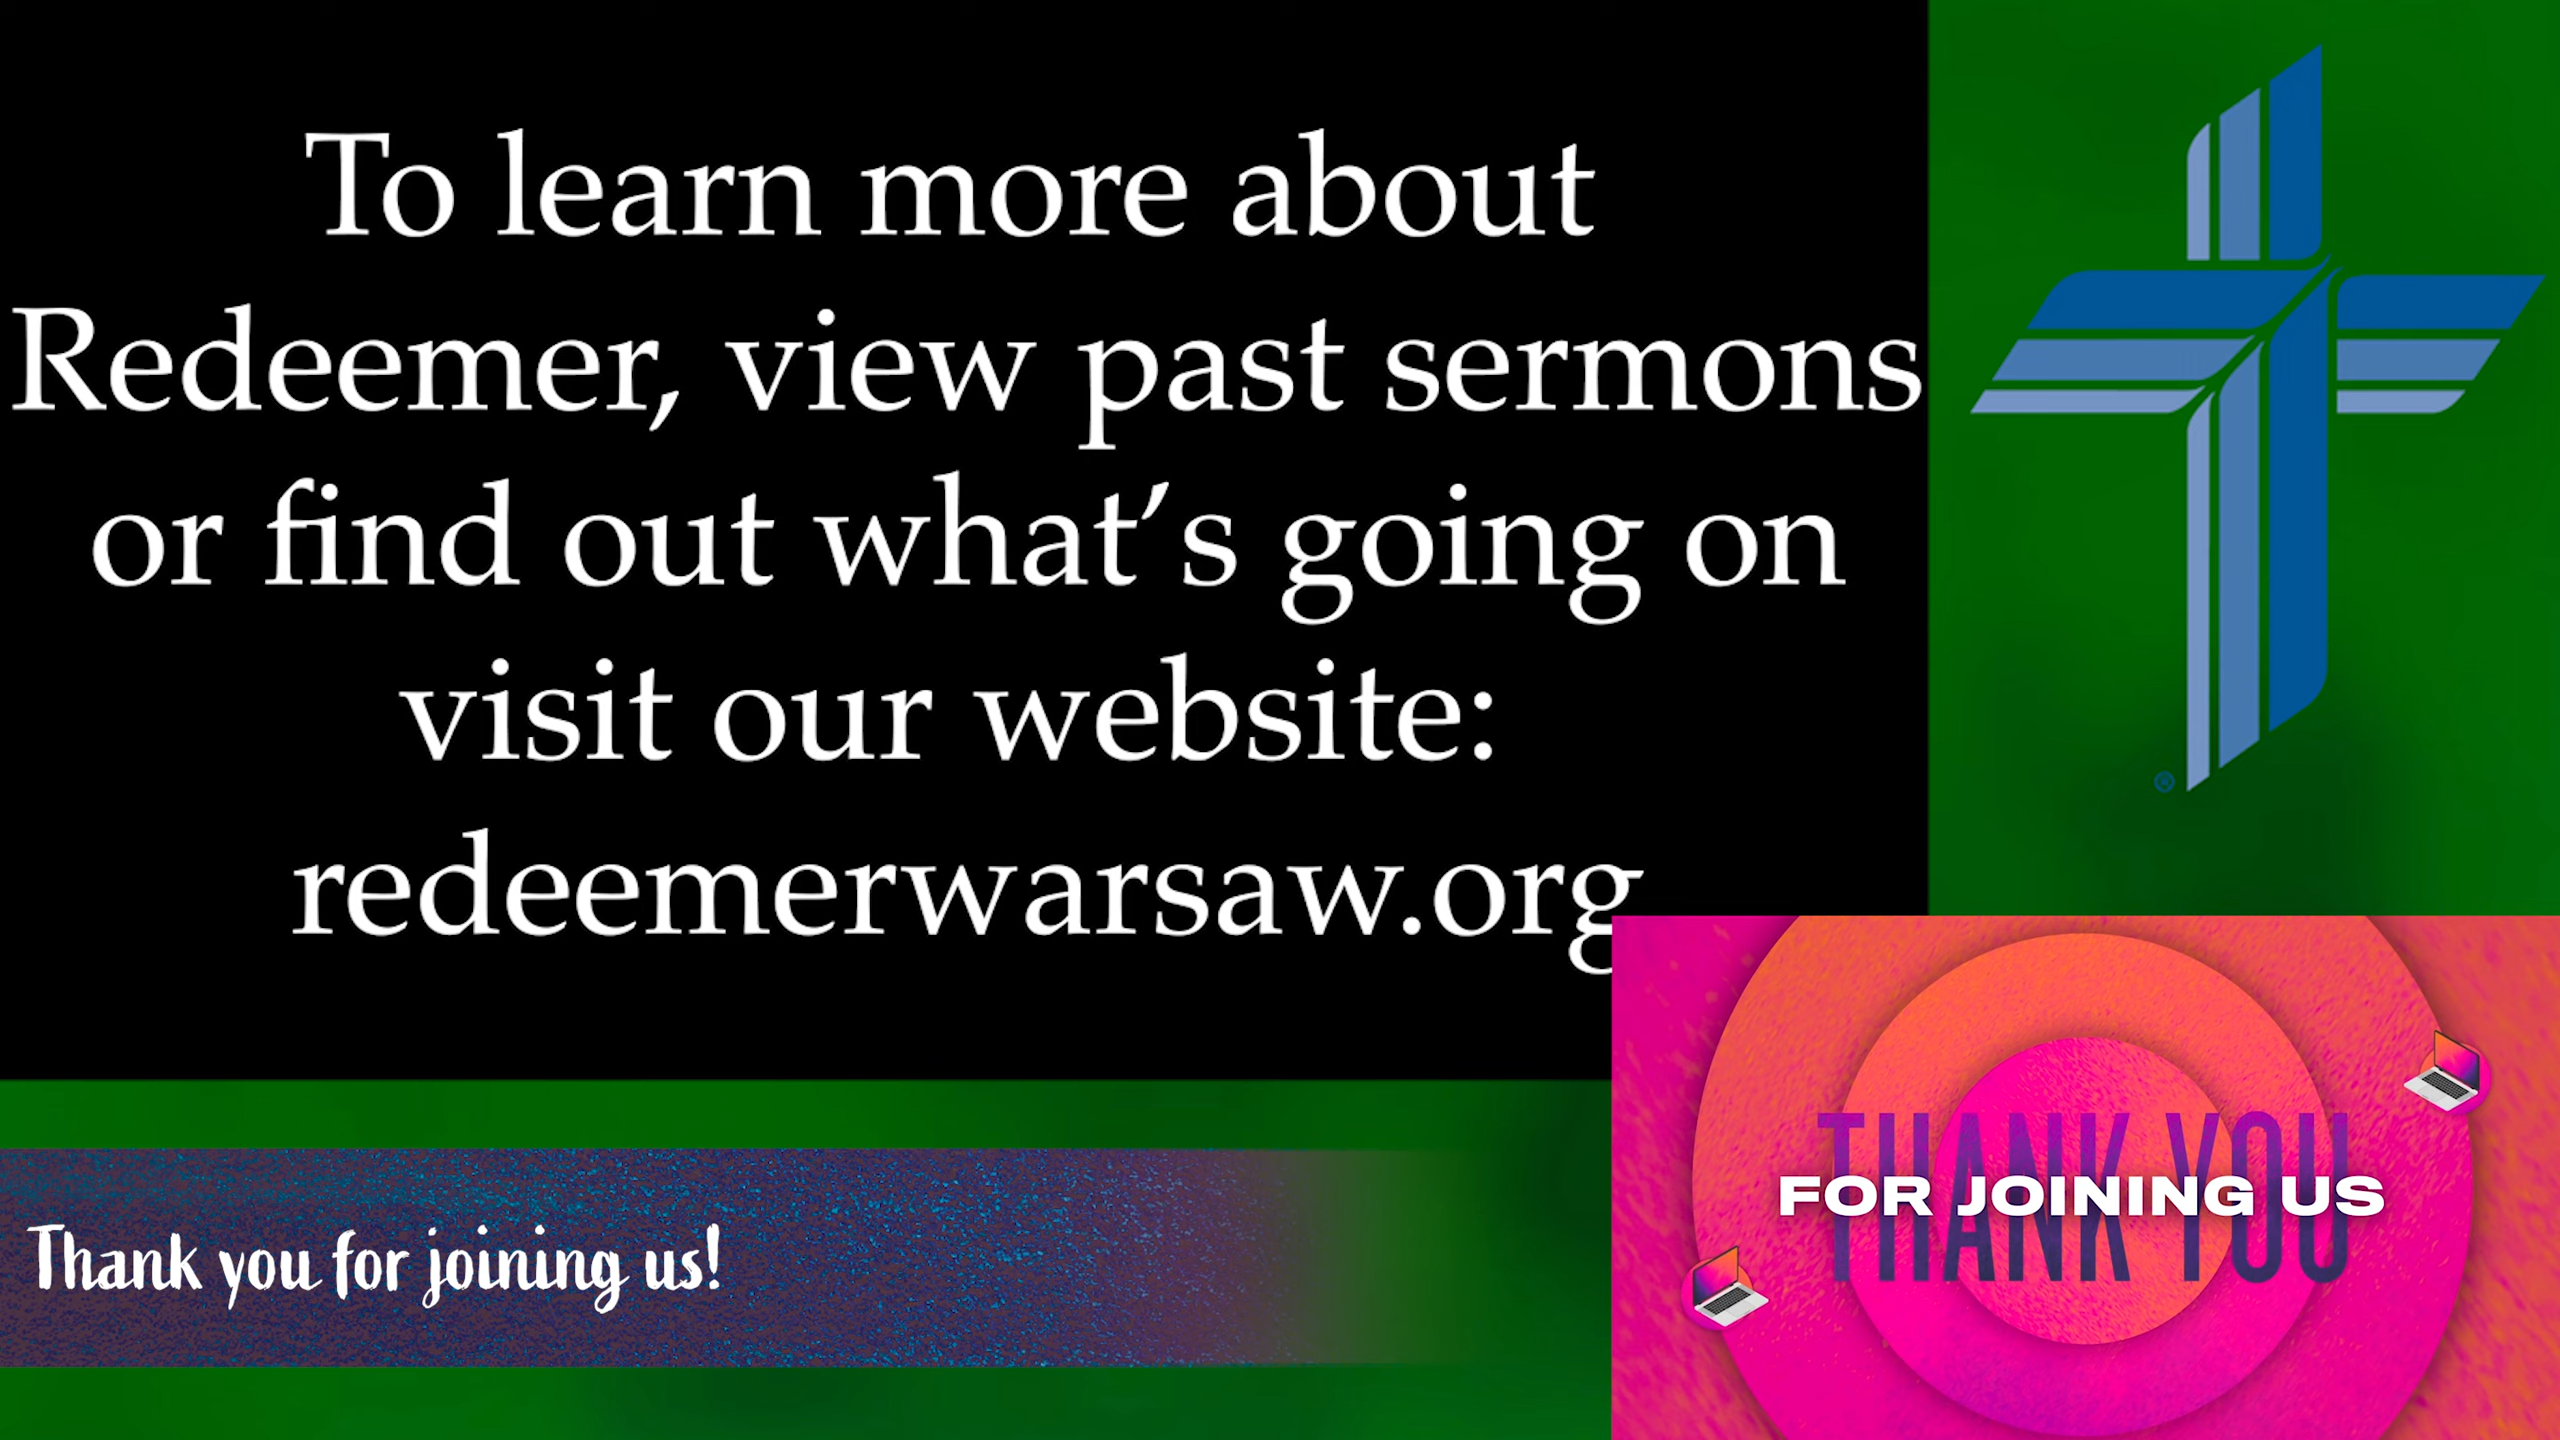 To learn more about
Redeemer, view past sermons
or find out what's going on
visit our website:
redeemerwarsaw.org
®
Thank you for joining us!
THANK YOU
FOR JOINING US